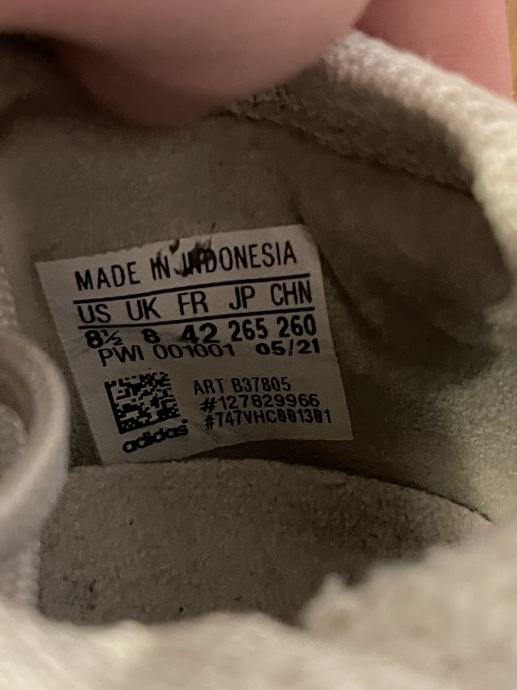 MADE IN INDONESIA
US UK FR JP CHN
8½ 8 42 265 260
PWI 001001 05/21
ART B37805
#127829966
#747VHC001301
adidas